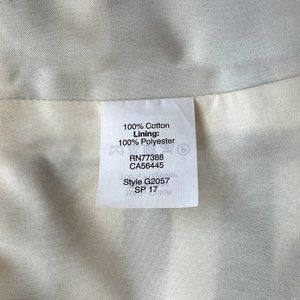 100% Cotton
Lining:
100% Polyester
RN77388
CA56445
Style G2057
SP 17